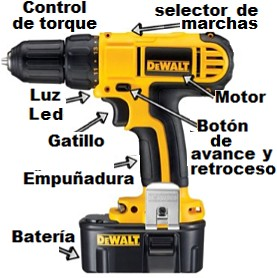 Control
de torque
selector de
marchas
DEWALT
Luz
Led
Motor
Gatillo
Botón
de
avance y
retroceso
Empuñadura
Batería
DEWALT